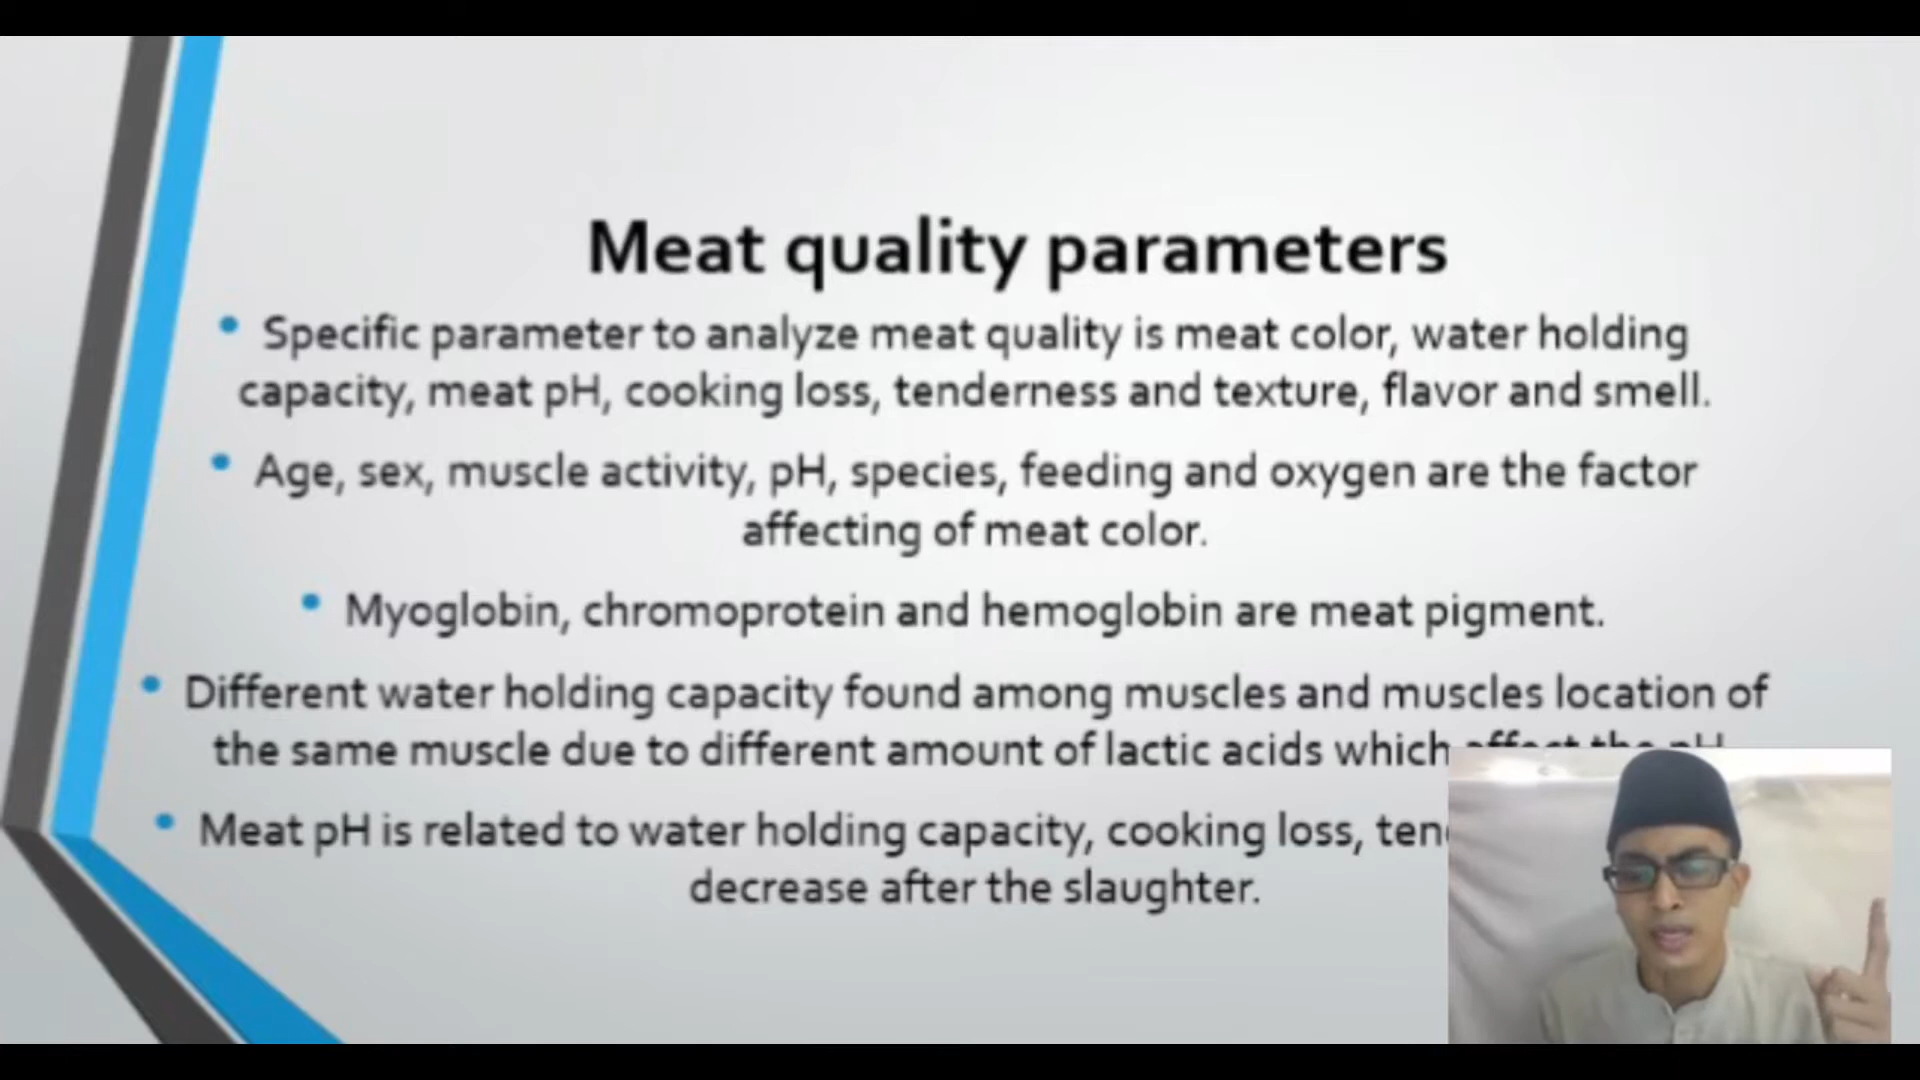 Meat quality parameters
• Specific parameter to analyze meat quality is meat color, water holding
capacity, meat pH, cooking loss, tenderness and texture, flavor and smell.
• Age, sex, muscle activity, pH, species, feeding and oxygen are the factor
affecting of meat color.
• Myoglobin, chromoprotein and hemoglobin are meat pigment.
• Different water holding capacity found among muscles and muscles location of
the same muscle due to different amount of lactic acids which affect the pH
• Meat pH is related to water holding capacity, cooking loss,
decrease after the slaughter.